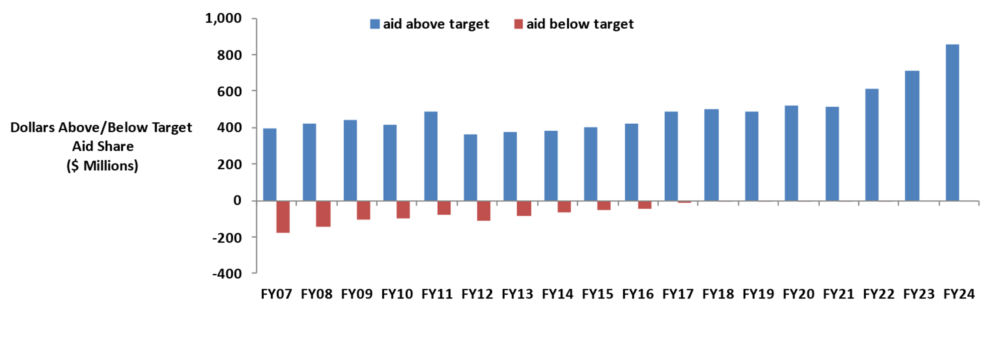 1,000
aid above target
aid below target
800
600
Dollars Above/Below Target
Aid Share
($ Millions)
400
200
0
-200
-400
FY07 FY08 FY09 FY10 FY11 FY12 FY13 FY14 FY15 FY16 FY17 FY18 FY19 FY20 FY21 FY22 FY23 FY24